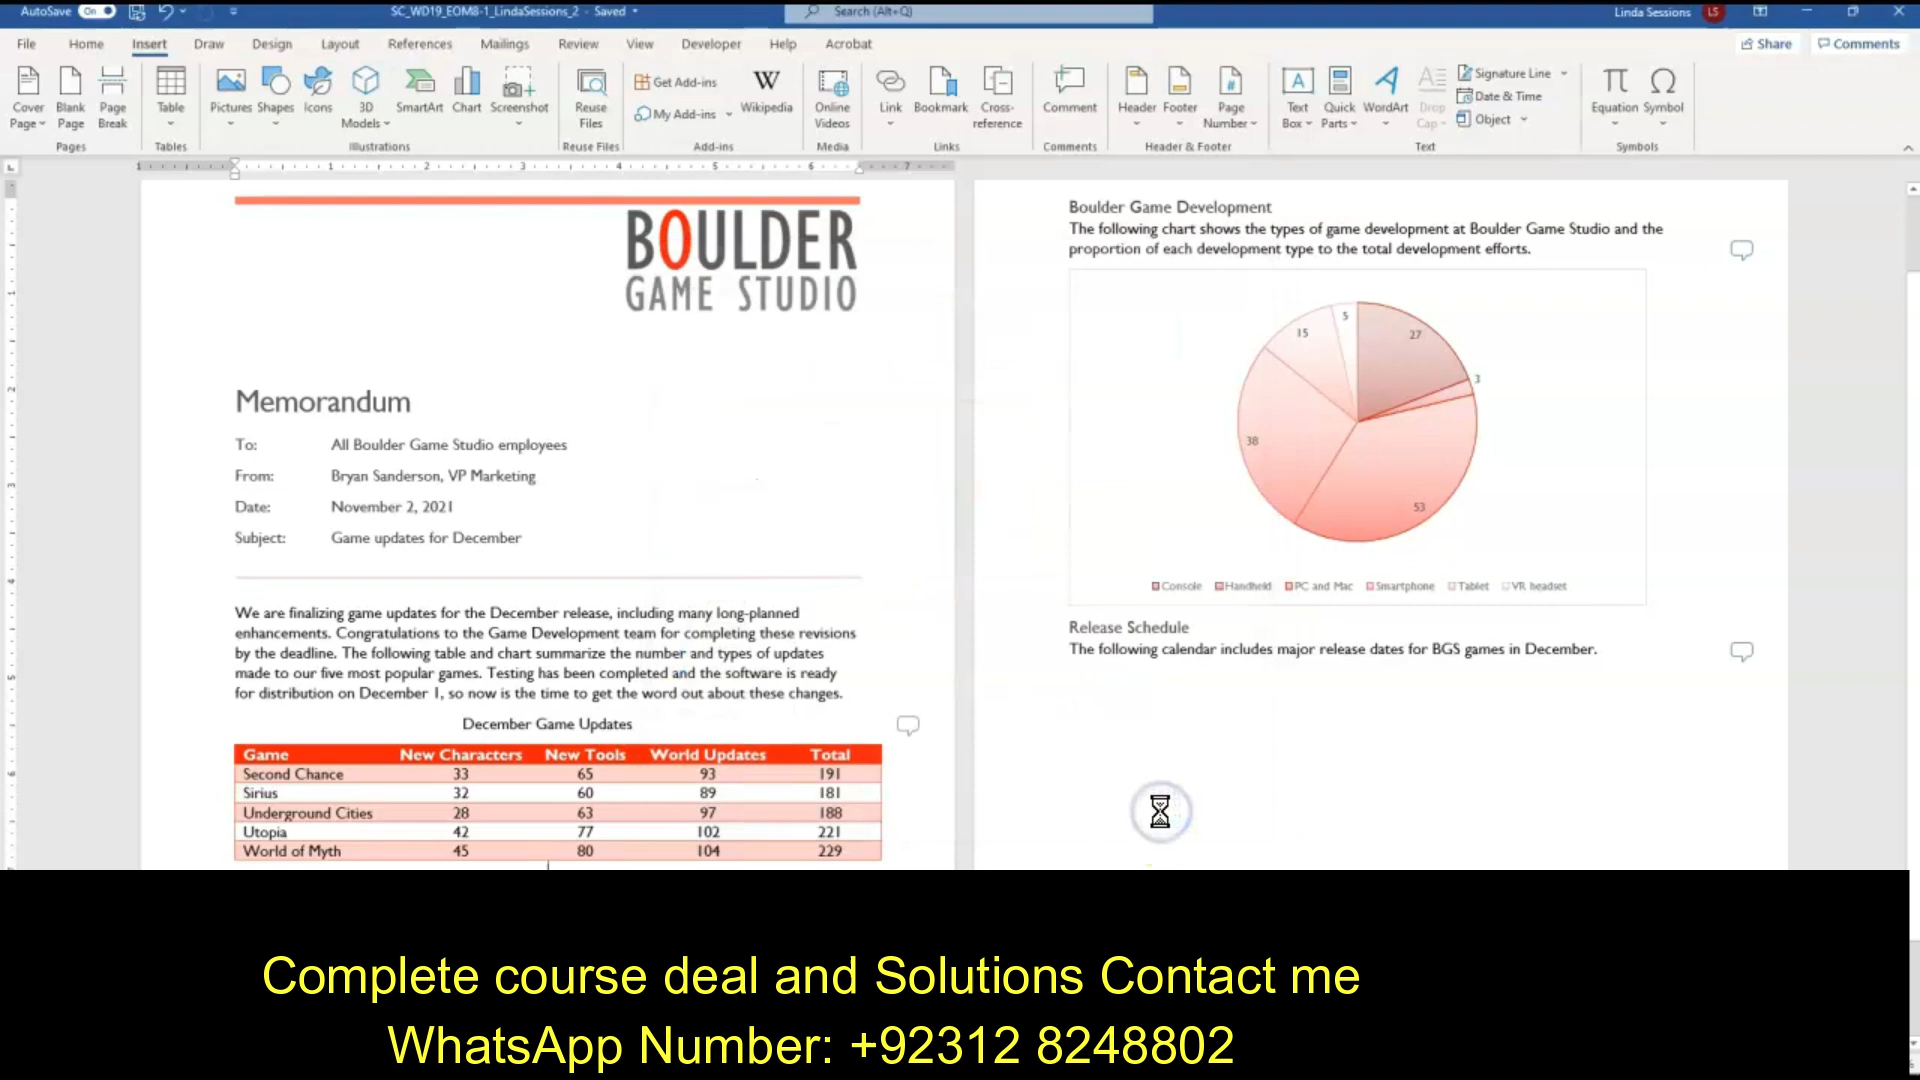 AutoSave On SC_WD19_EOM8-1_LindaSessions_2 - Saved Search (Alt+Q) Linda Sessions LS
File Home Insert Draw Design Layout References Mailings Review View Developer Help Acrobat Share Comments
Cover Page Blank Page Page Break
Pages
Table
Tables
Pictures Shapes Icons 3D Models SmartArt Chart Screenshot
Illustrations
Reuse Files
Reuse Files
Get Add-ins
My Add-ins
Wikipedia
Add-ins
Online Videos
Media
Link Bookmark Cross-reference
Links
Comment
Comments
Header Footer Page Number
Header & Footer
Text Box Quick Parts WordArt Drop Cap
Signature Line
Date & Time
Object
Text
Equation Symbol
Symbols
1 1 2 3 4 5 6 7
BOULDER
GAME STUDIO
Memorandum
To: All Boulder Game Studio employees
From: Bryan Sanderson, VP Marketing
Date: November 2, 2021
Subject: Game updates for December
We are finalizing game updates for the December release, including many long-planned
enhancements. Congratulations to the Game Development team for completing these revisions
by the deadline. The following table and chart summarize the number and types of updates
made to our five most popular games. Testing has been completed and the software is ready
for distribution on December 1, so now is the time to get the word out about these changes.
December Game Updates
Game New Characters New Tools World Updates Total
Second Chance 33 65 93 191
Sirius 32 60 89 181
Underground Cities 28 63 97 188
Utopia 42 77 102 221
World of Myth 45 80 104 229
Boulder Game Development
The following chart shows the types of game development at Boulder Game Studio and the
proportion of each development type to the total development efforts.
5
15
27
3
38
53
Console Handheld PC and Mac Smartphone Tablet VR headset
Release Schedule
The following calendar includes major release dates for BGS games in December.
Complete course deal and Solutions Contact me
WhatsApp Number: +92312 8248802